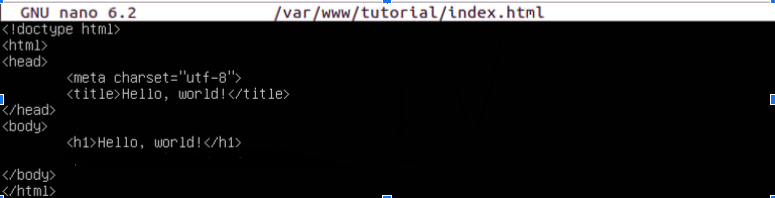 GNU nano 6.2 /var/www/tutorial/index.html
<!doctype html>
<html>
<head>
<meta charset="utf-8">
<title>Hello, world!</title>
</head>
<body>
<h1>Hello, world!</h1>
</body>
</html>